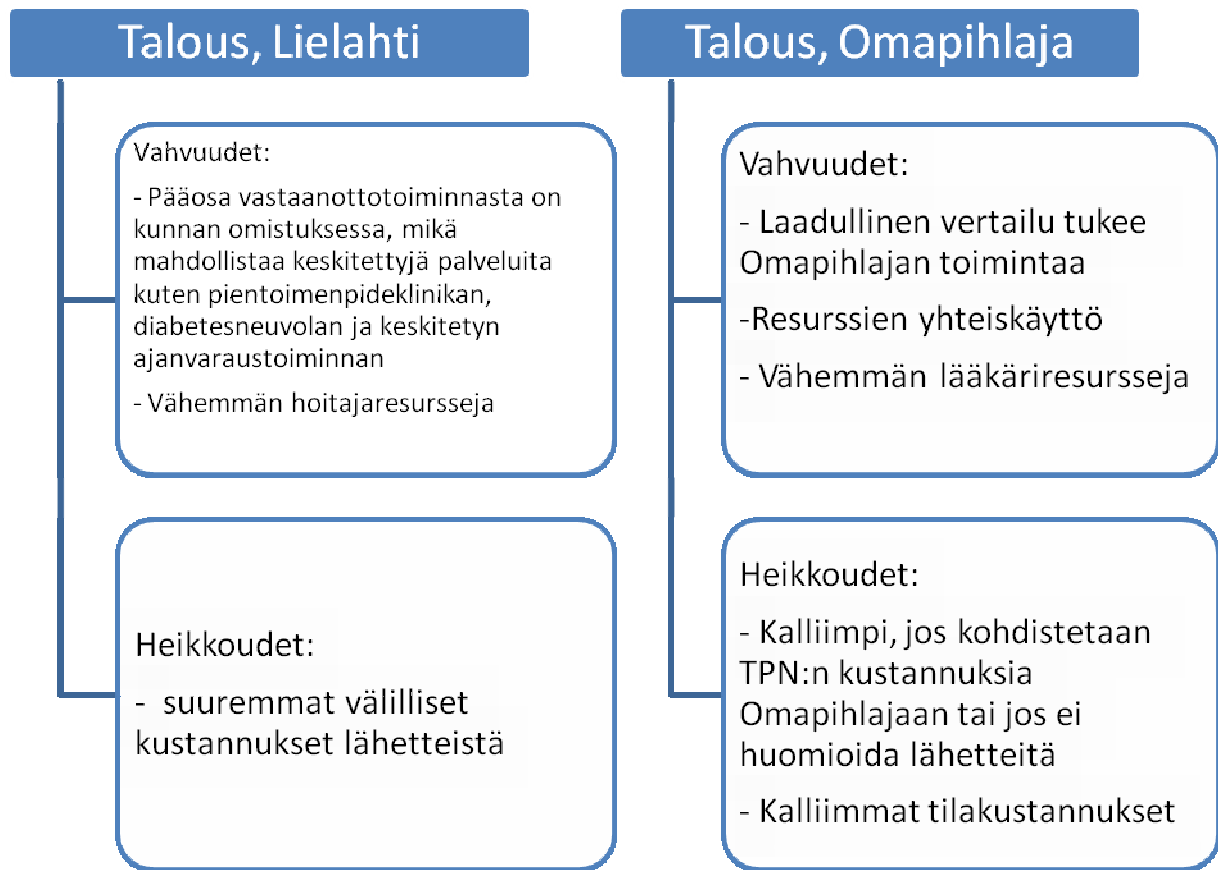 Talous, Lielahti
Vahvuudet:
- Pääosa vastaanottotoiminnasta on
kunnan omistuksessa, mikä
mahdollistaa keskitettyjä palveluita
kuten pientoimenpideklinikan,
diabetesneuvolan ja keskitetyn
ajanvaraustoiminnan
- Vähemmän hoitajaresursseja
Heikkoudet:
- suuremmat välilliset
kustannukset lähetteistä
Talous, Omapihlaja
Vahvuudet:
- Laadullinen vertailu tukee
Omapihlajan toimintaa
-Resurssien yhteiskäyttö
- Vähemmän lääkäriresursseja
Heikkoudet:
- Kalliimpi, jos kohdistetaan
TPN:n kustannuksia
Omapihlajaan tai jos ei
huomioida lähetteitä
- Kalliimmat tilakustannukset